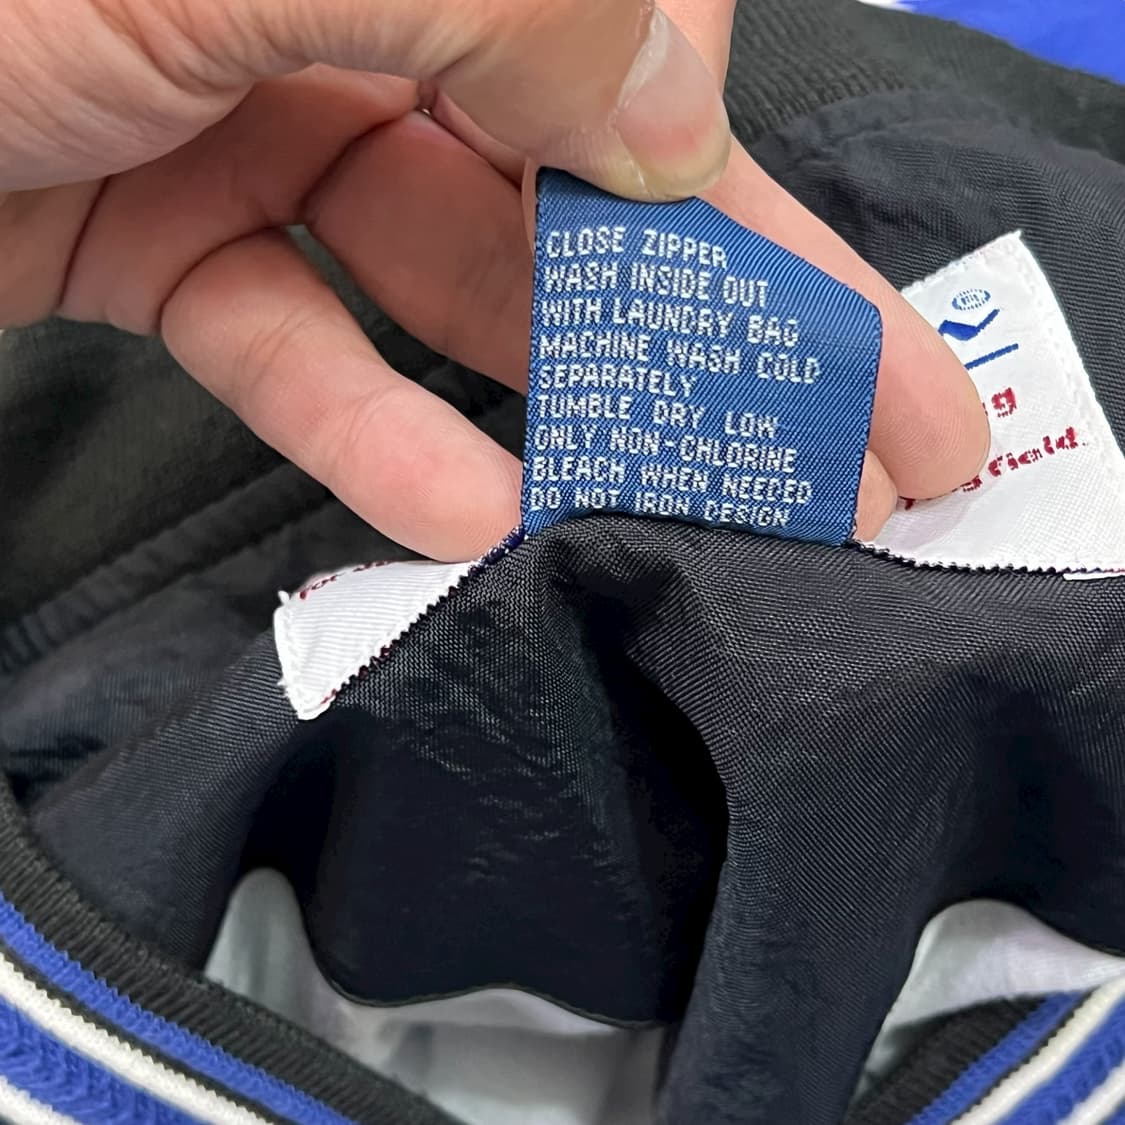 CLOSE ZIPPER
WASH INSIDE OUT
WITH LAUNDRY BAG
MACHINE WASH COLD
SEPARATELY
TUMBLE DRY LOW
ONLY NON-CHLORINE
BLEACH WHEN NEEDED
DO NOT IRON DESIGN